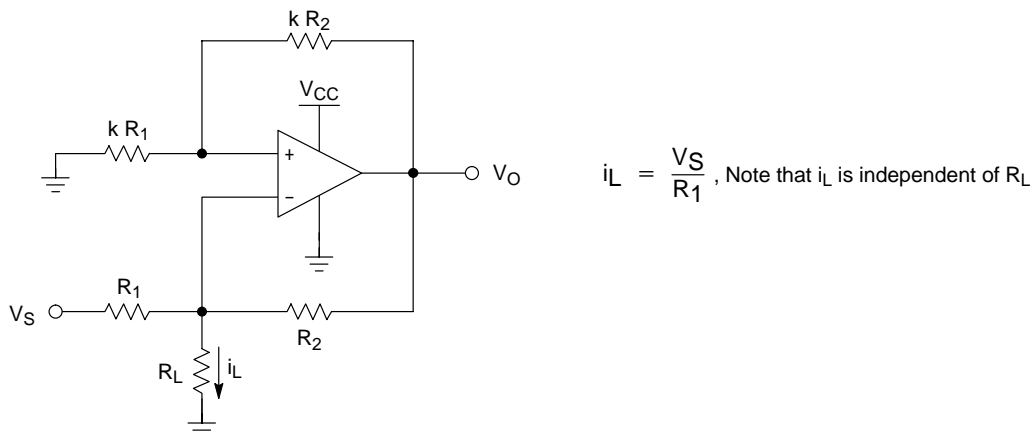 k R2
VCC
k R1
+
VO
iL = VS / R1 , Note that iL is independent of RL
−
R1
VS
R2
RL
iL